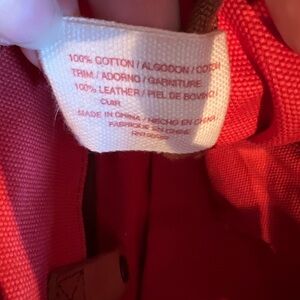 100% COTTON / ALGODON / COTON
TRIM / ADORNO / GARNITURE
100% LEATHER / PIEL DE BOVINO /
CUIR
MADE IN CHINA / HECHO EN CHINA /
FABRIQUE EN CHINE